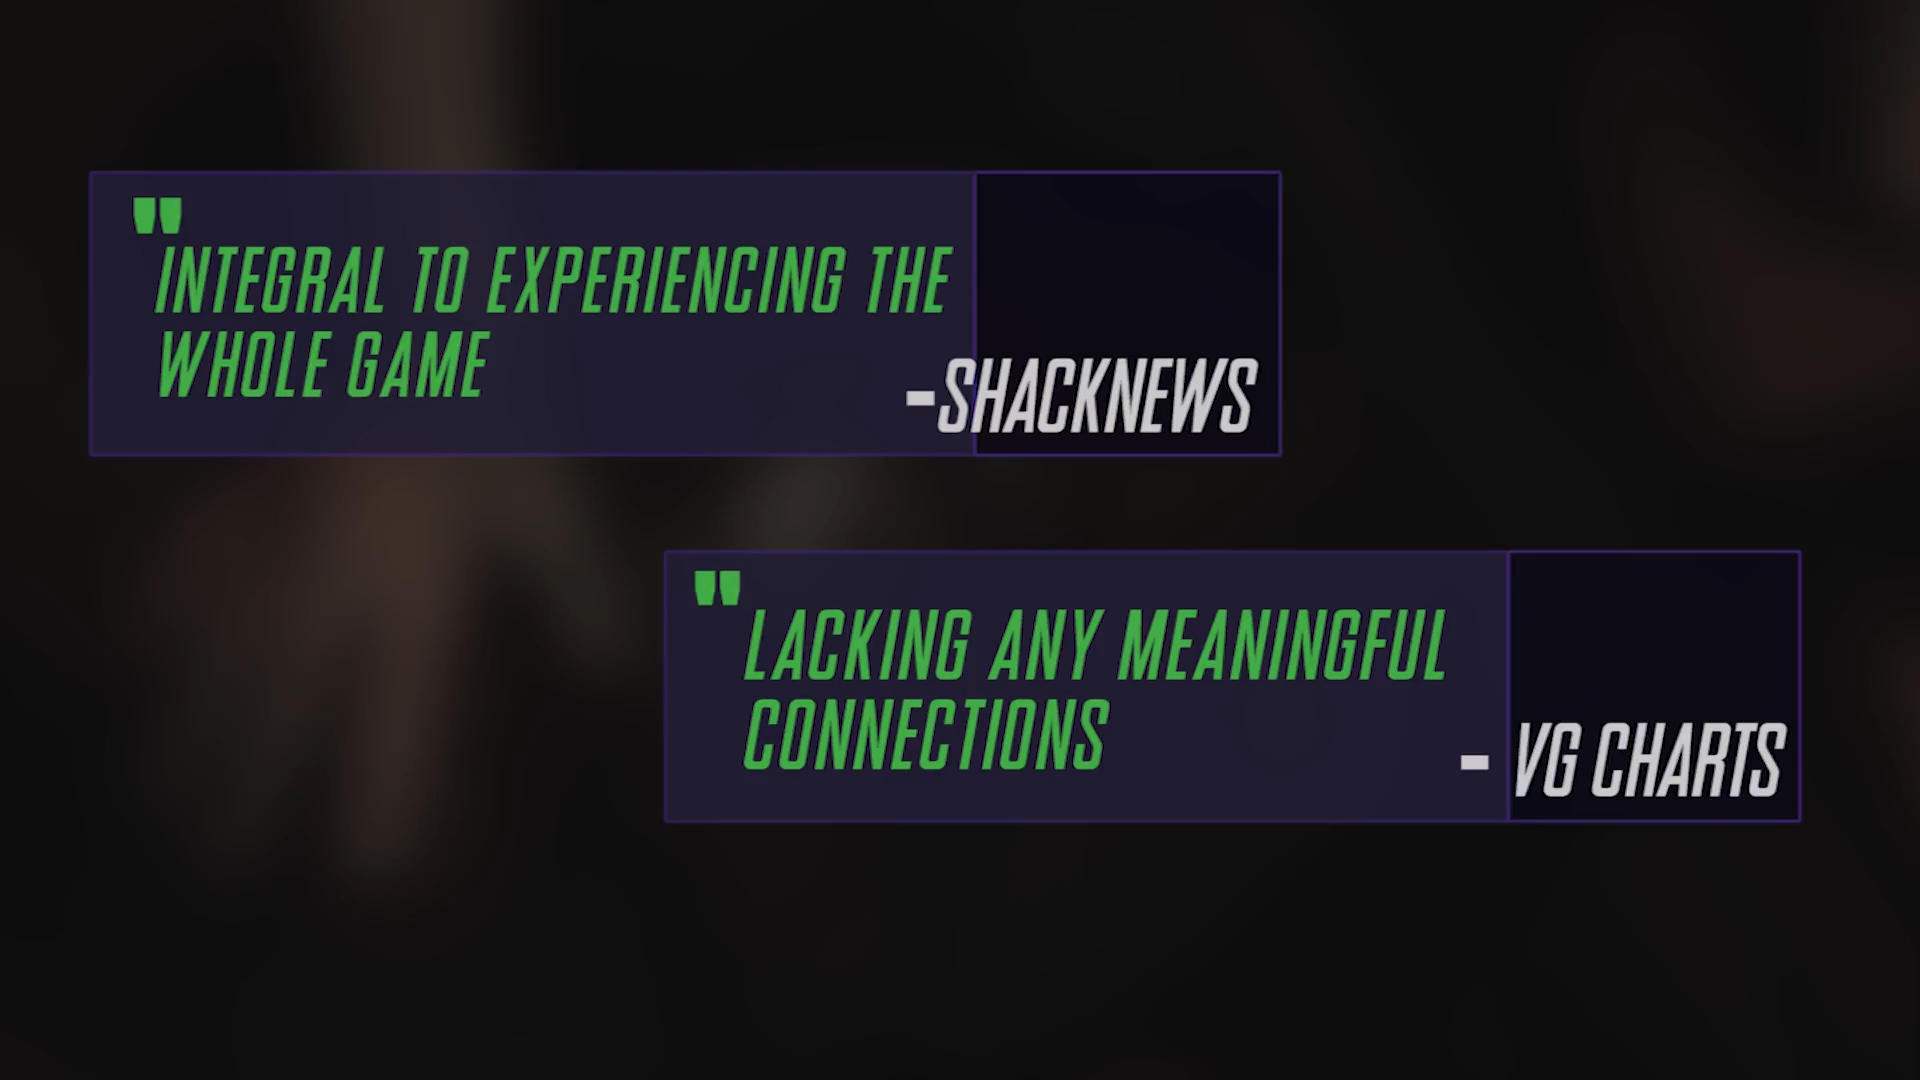 "
INTEGRAL TO EXPERIENCING THE
WHOLE GAME
-SHACKNEWS
"
LACKING ANY MEANINGFUL
CONNECTIONS
- VG CHARTS